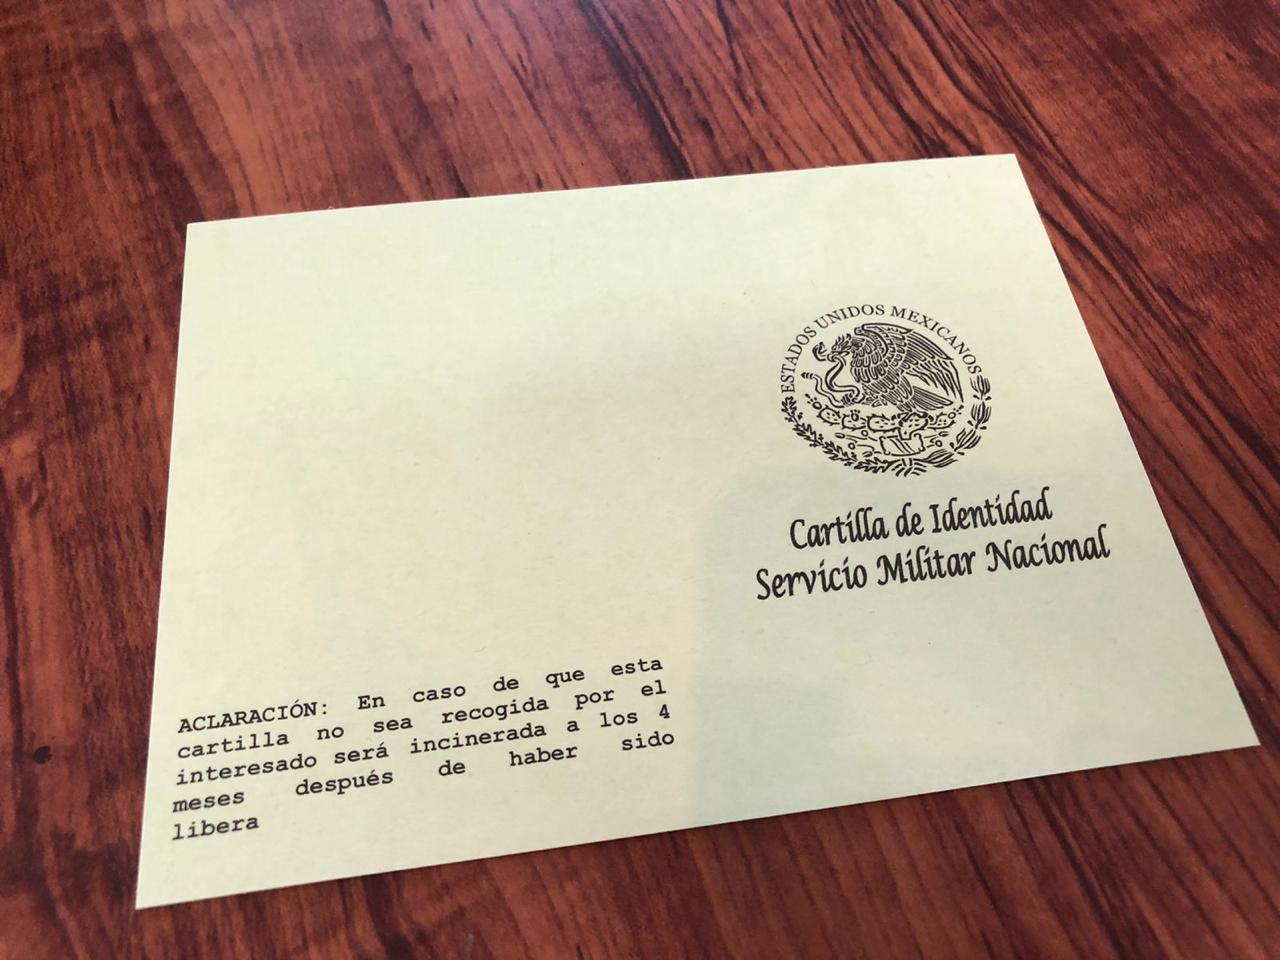 ESTADOS UNIDOS MEXICANOS
Cartilla de Identidad
Servicio Militar Nacional
ACLARACIÓN: En caso de que esta
cartilla no sea recogida por el
interesado será incinerada a los 4
meses después de haber sido
libera